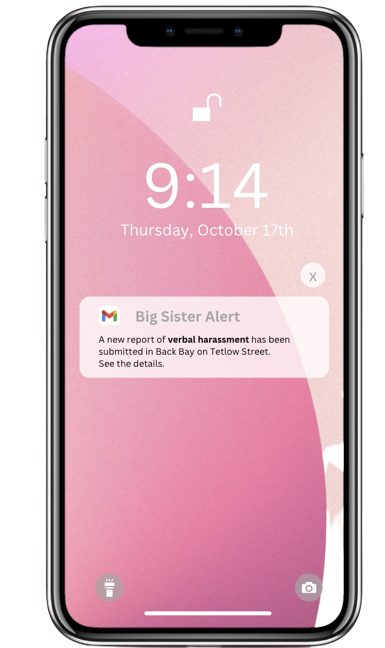 9:14
Thursday, October 17th
X
Big Sister Alert
A new report of verbal harassment has been
submitted in Back Bay on Tetlow Street.
See the details.